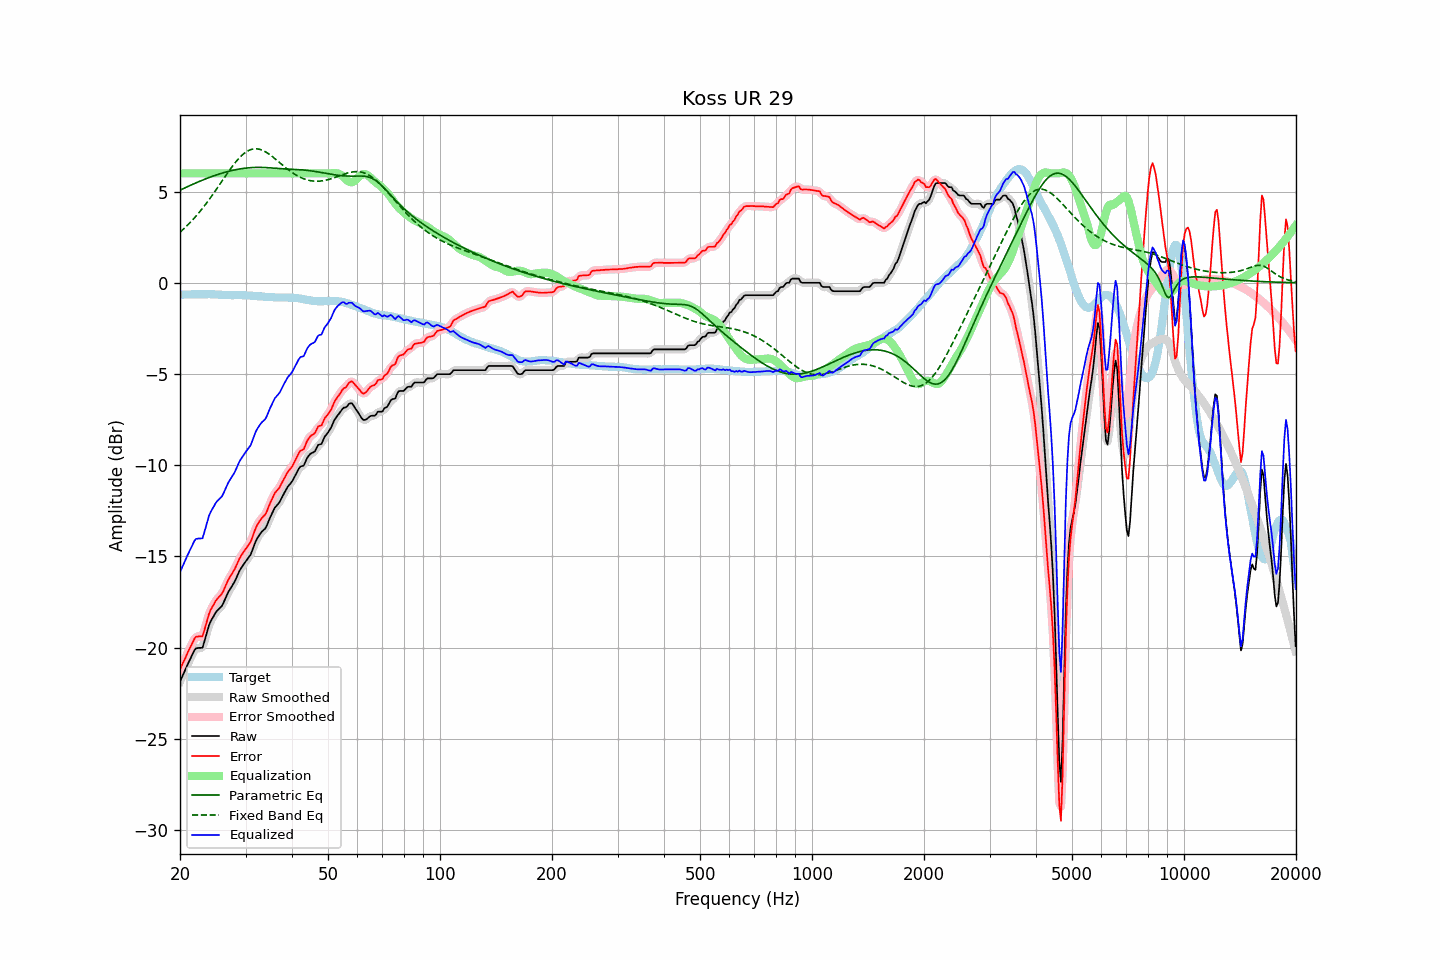 Koss UR 29
Amplitude (dBr)
5
0
−5
−10
−15
−20
−25
−30
Target
Raw Smoothed
Error Smoothed
Raw
Error
Equalization
Parametric Eq
Fixed Band Eq
Equalized
20 50 100 200 500 1000 2000 5000 10000 20000
Frequency (Hz)